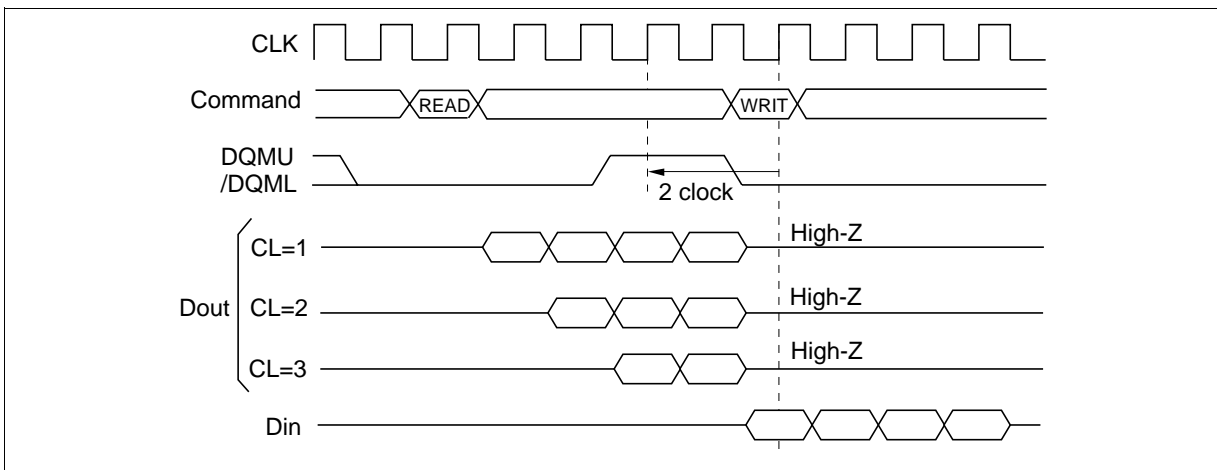 CLK
Command
READ
WRIT
DQMU
/DQML
2 clock
CL=1
High-Z
Dout
CL=2
High-Z
CL=3
High-Z
Din